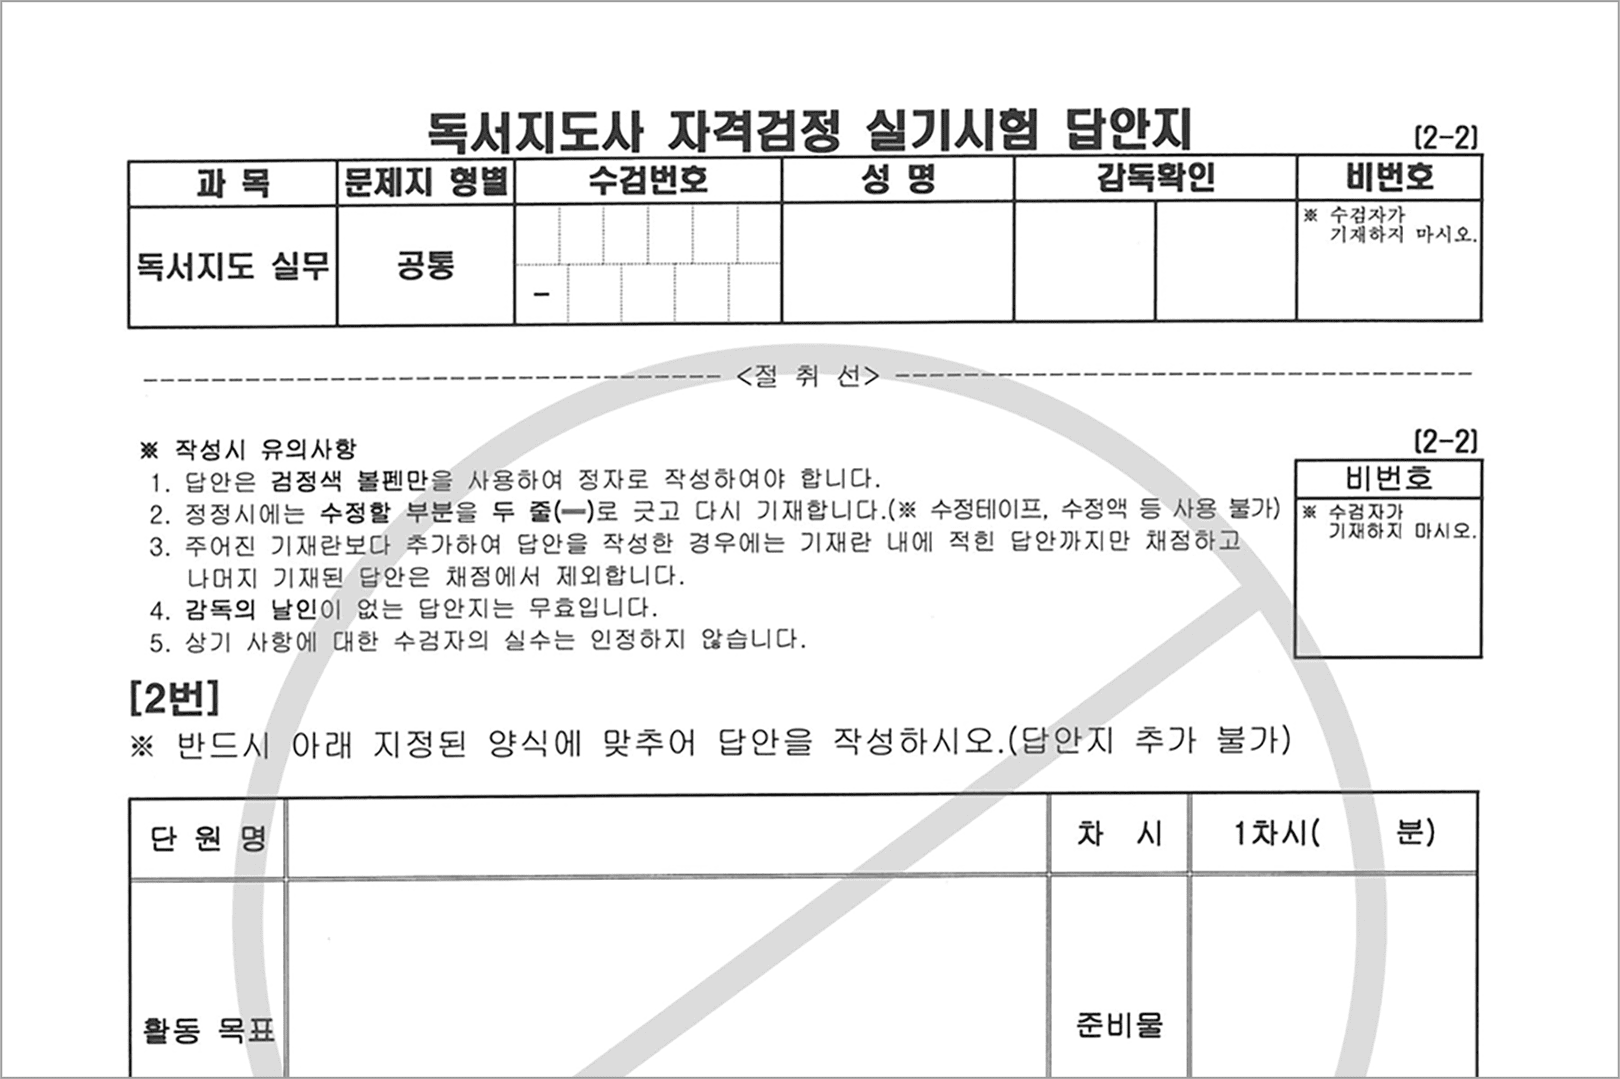 독서지도사 자격검정 실기시험 답안지
(2-2)
과 목 문제지 형별 수검번호 성 명 감독확인 비번호
독서지도 실무 공통 -
※ 수검자가
기재하지 마시오.
<절 취 선>
(2-2)
※ 작성시 유의사항
1. 답안은 검정색 볼펜만을 사용하여 정자로 작성하여야 합니다.
2. 정정시에는 수정할 부분을 두 줄(═)로 긋고 다시 기재합니다.(※ 수정테이프, 수정액 등 사용 불가)
3. 주어진 기재란보다 추가하여 답안을 작성한 경우에는 기재란 내에 적힌 답안까지만 채점하고
나머지 기재된 답안은 채점에서 제외합니다.
4. 감독의 날인이 없는 답안지는 무효입니다.
5. 상기 사항에 대한 수검자의 실수는 인정하지 않습니다.
비번호
※ 수검자가
기재하지 마시오.
[2번]
※ 반드시 아래 지정된 양식에 맞추어 답안을 작성하시오.(답안지 추가 불가)
단 원 명 차 시 1차시( 분)
활동 목표 준비물